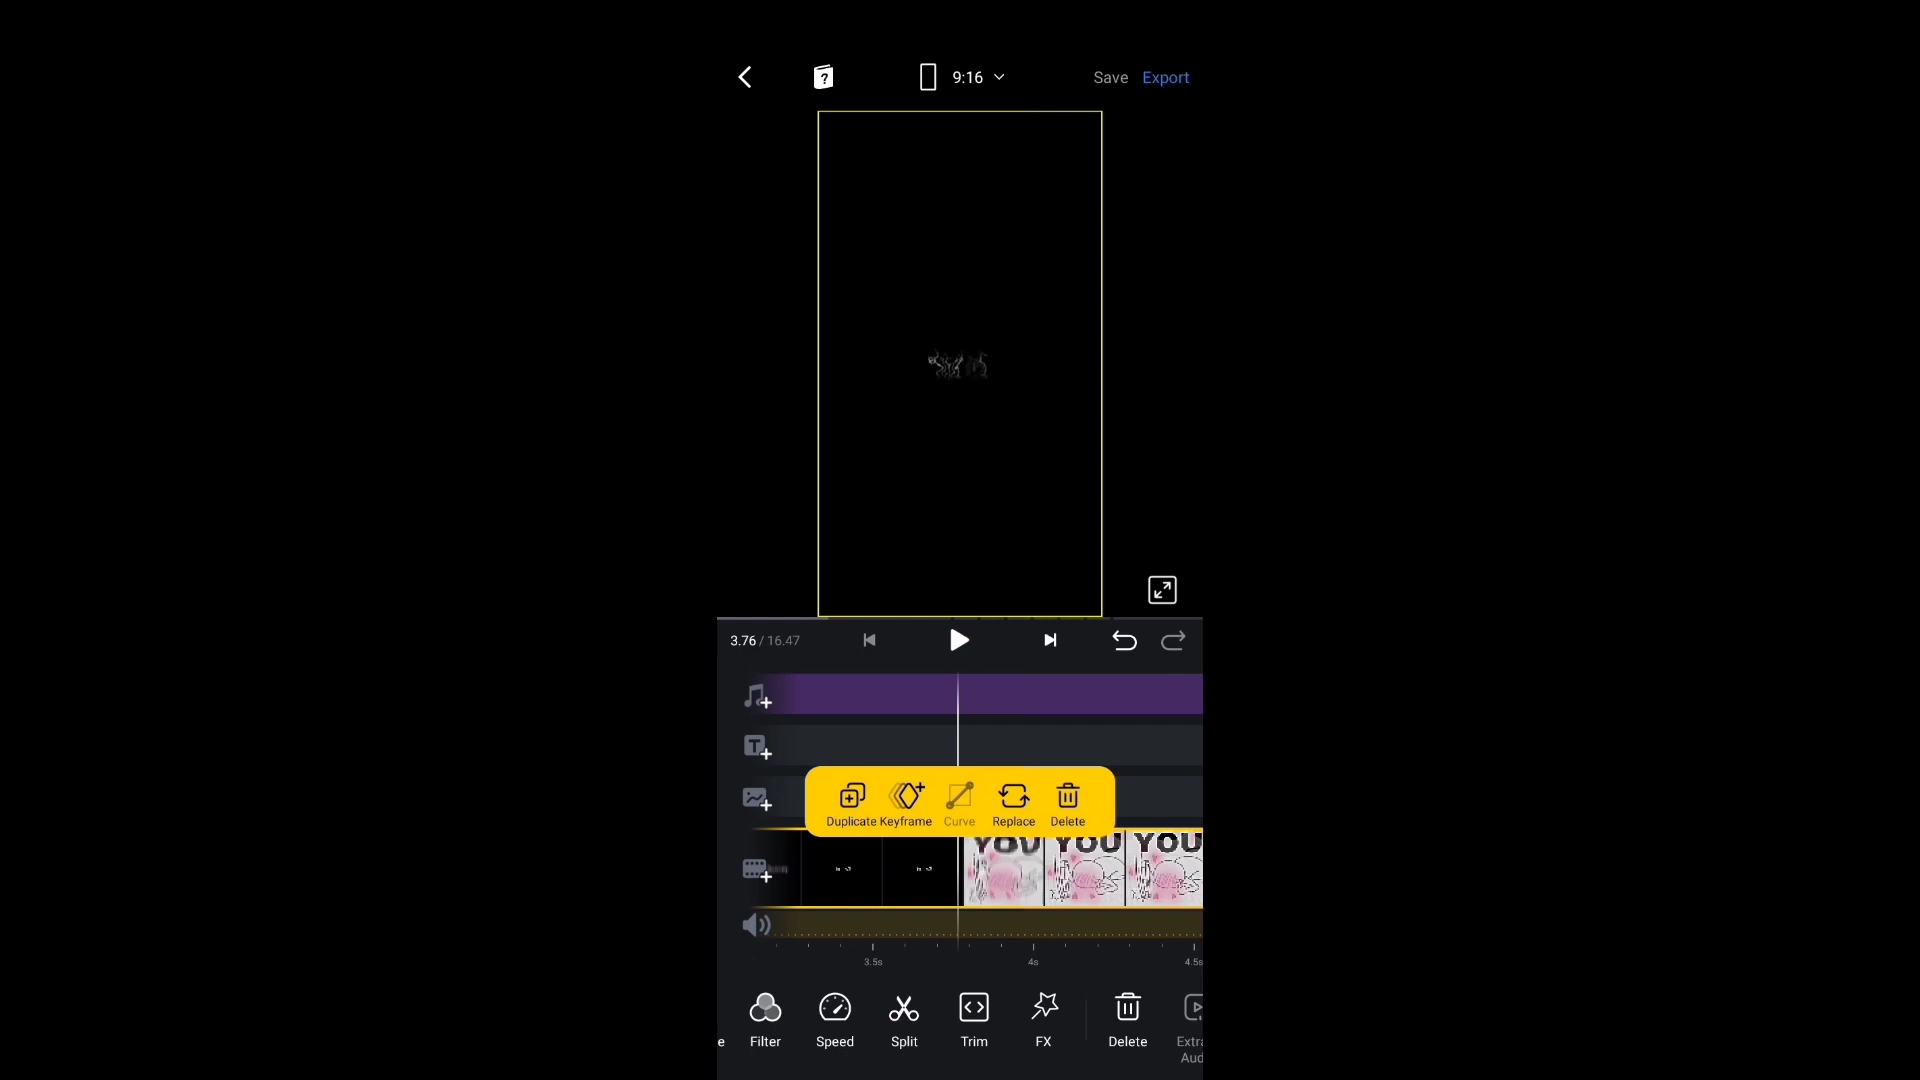 9:16
Save Export
3.76 / 16.47
Duplicate Keyframe Curve Replace Delete
YOU YOU YOU
3.5s 4s 4.5s
Filter Speed Split Trim FX Delete